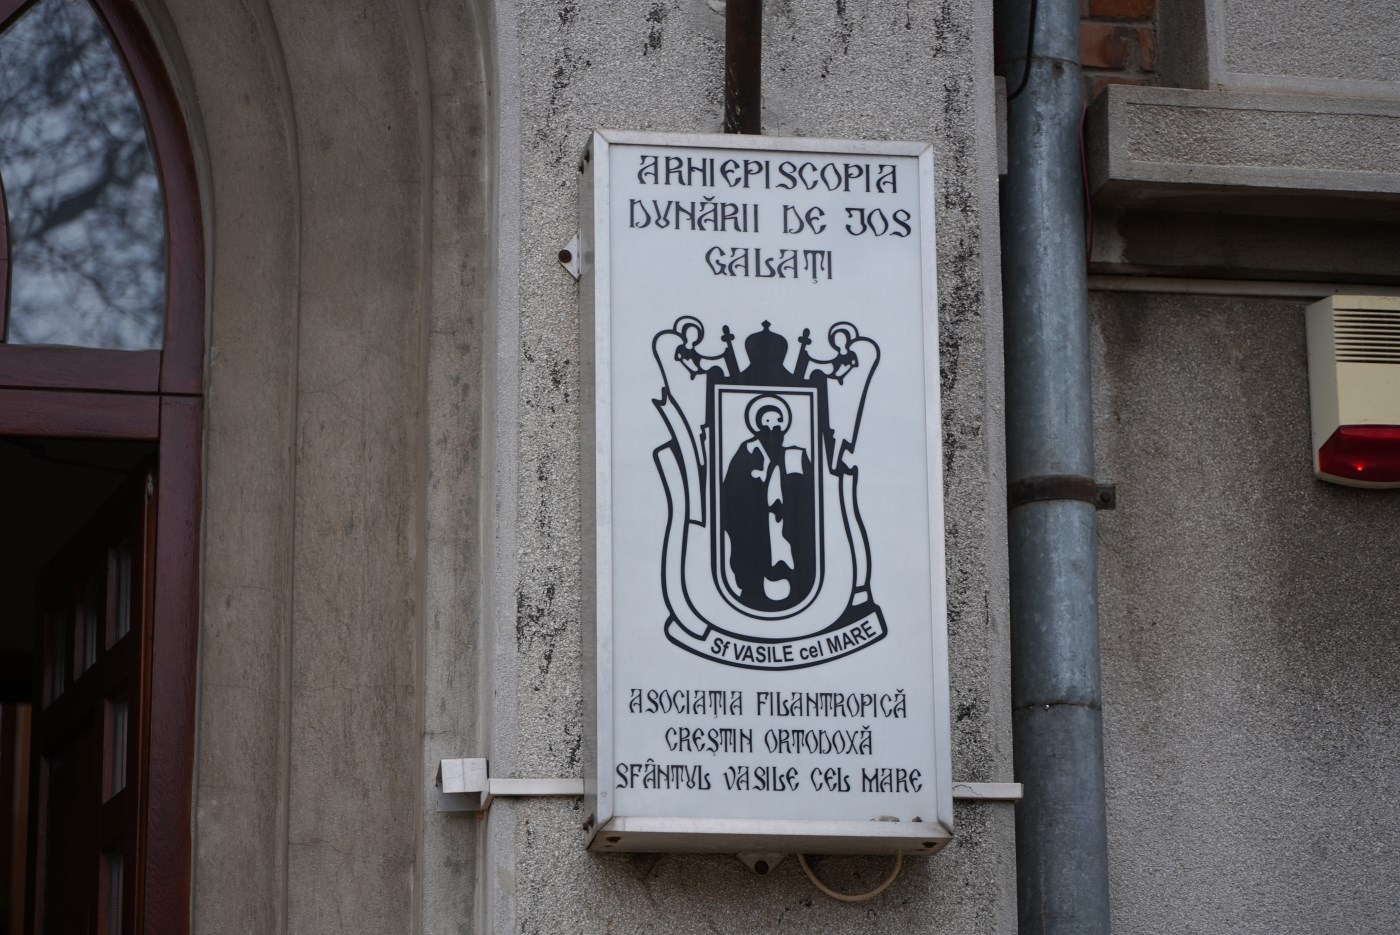 ARHIEPISCOPIA
DUNĂRII DE JOS
GALAȚI
Sf VASILE cel MARE
ASOCIAȚIA FILANTROPICĂ
CREȘTIN ORTODOXĂ
SFÂNTUL VASILE CEL MARE